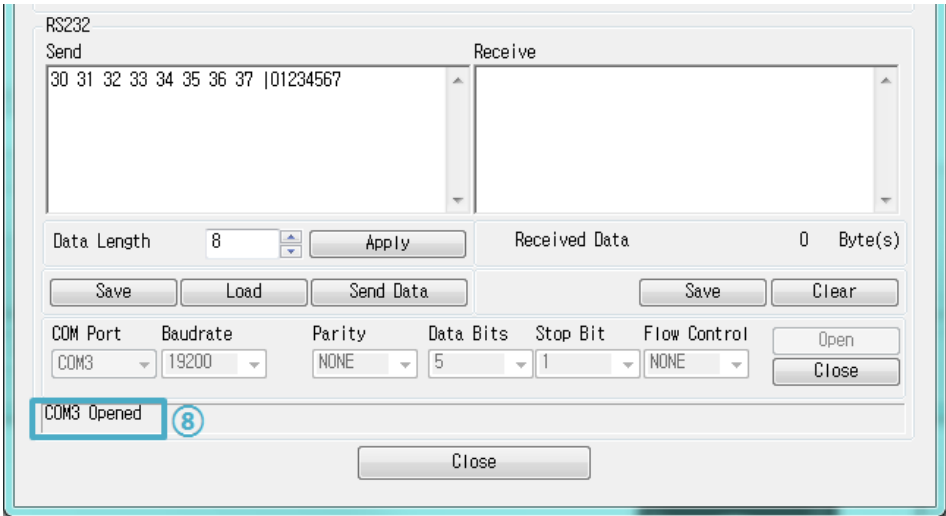 RS232
Send Receive
30 31 32 33 34 35 36 37 |01234567
Data Length 8 Apply Received Data 0 Byte(s)
Save Load Send Data Save Clear
COM Port Baudrate Parity Data Bits Stop Bit Flow Control Open
COM3 19200 NONE 5 1 NONE Close
COM3 Opened ⑧
Close